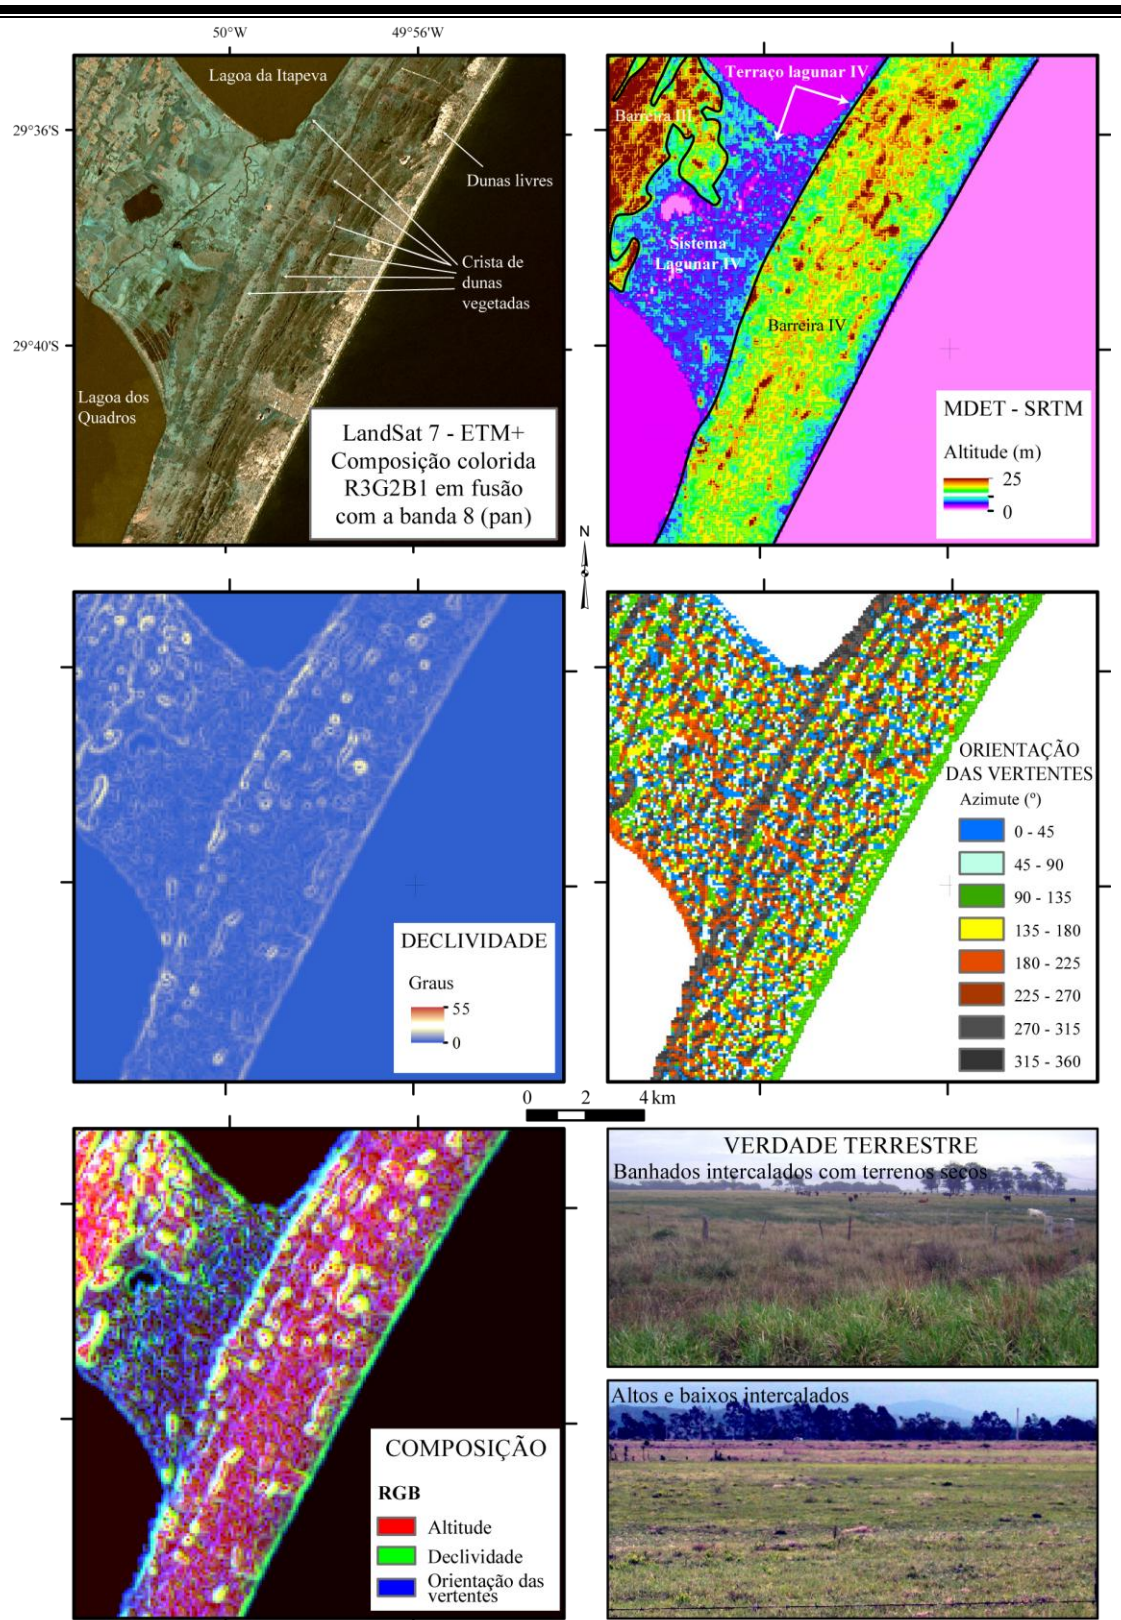 50°W
49°56'W
29°36'S
29°40'S
Lagoa da Itapeva
Dunas livres
Crista de
dunas
vegetadas
Lagoa dos
Quadros
LandSat 7 - ETM+
Composição colorida
R3G2B1 em fusão
com a banda 8 (pan)
Terraço lagunar IV
Barreira III
Sistema
Lagunar IV
Barreira IV
MDET - SRTM
Altitude (m)
25
0
N
DECLIVIDADE
Graus
55
0
ORIENTAÇÃO
DAS VERTENTES
Azimute (º)
0 - 45
45 - 90
90 - 135
135 - 180
180 - 225
225 - 270
270 - 315
315 - 360
0 2 4 km
COMPOSIÇÃO
RGB
Altitude
Declividade
Orientação das
vertentes
VERDADE TERRESTRE
Banhados intercalados com terrenos secos
Altos e baixos intercalados